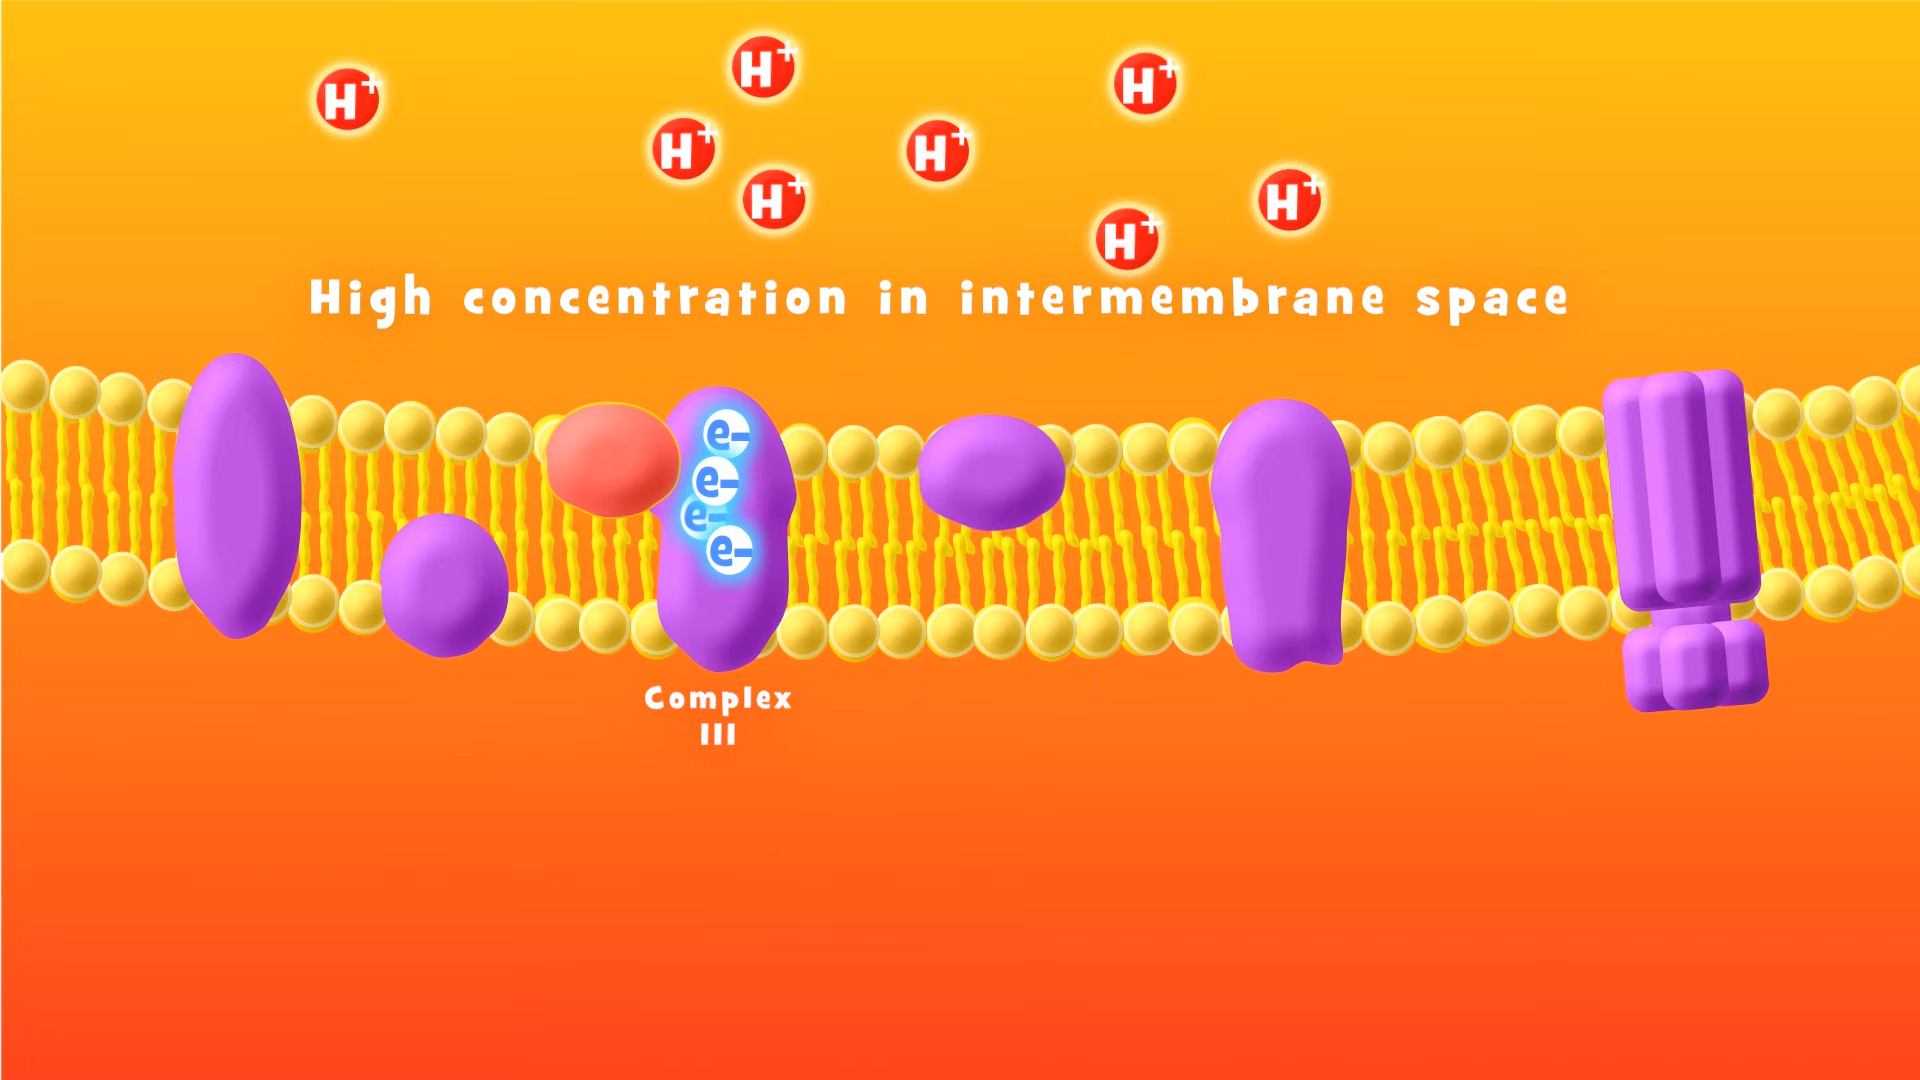 H+
H+
H+
H+
H+
H+
H+
H+
High concentration in intermembrane space
e-
e-
e-
e-
Complex
III